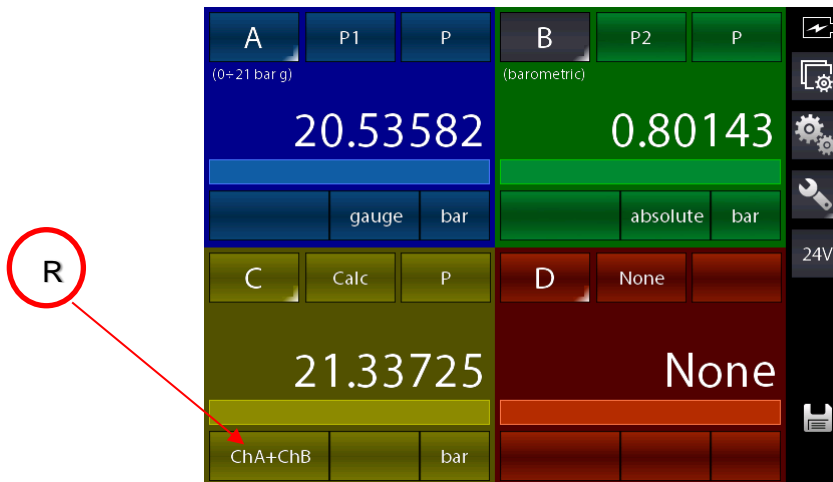 A P1 P
(0÷21 bar g)
20.53582
gauge bar
B P2 P
(barometric)
0.80143
absolute bar
C Calc P
21.33725
ChA+ChB bar
D None
None
24V
R